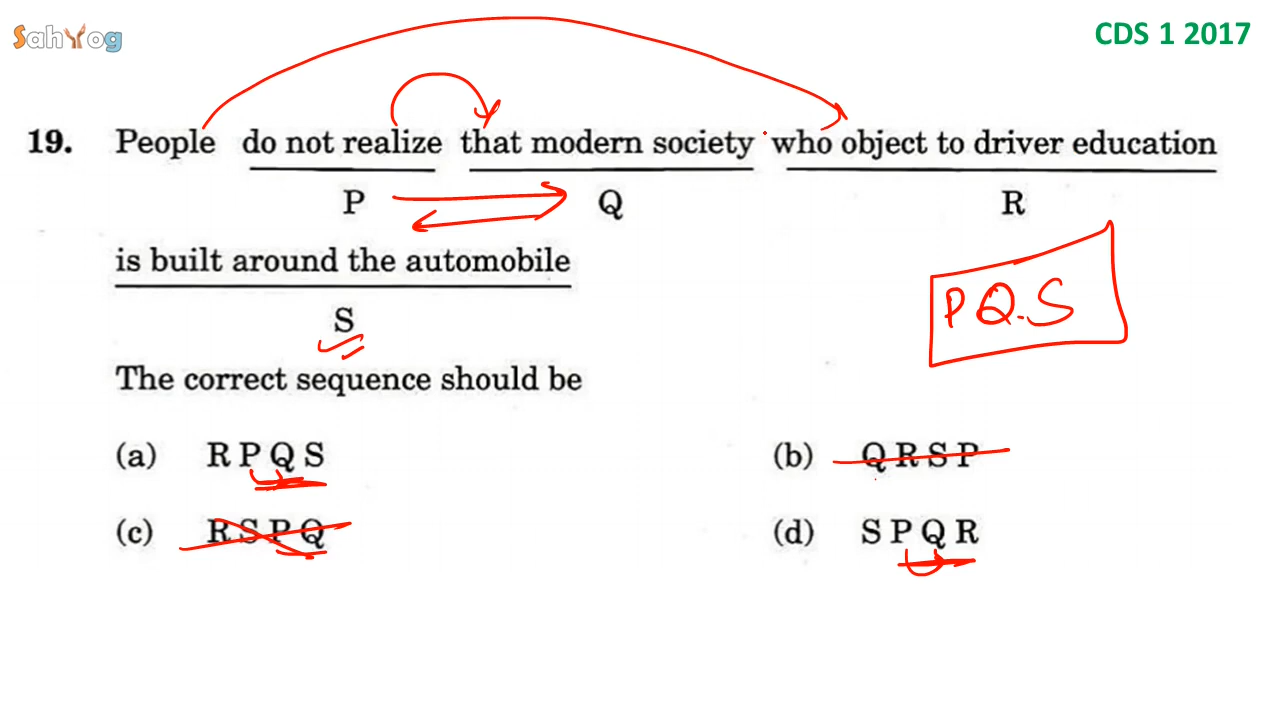 SahYog
CDS 1 2017
19. People do not realize that modern society who object to driver education
P Q R
is built around the automobile
S
PQ.S
The correct sequence should be
(a) R P Q S (b) Q R S P
(c) R S P Q (d) S P Q R